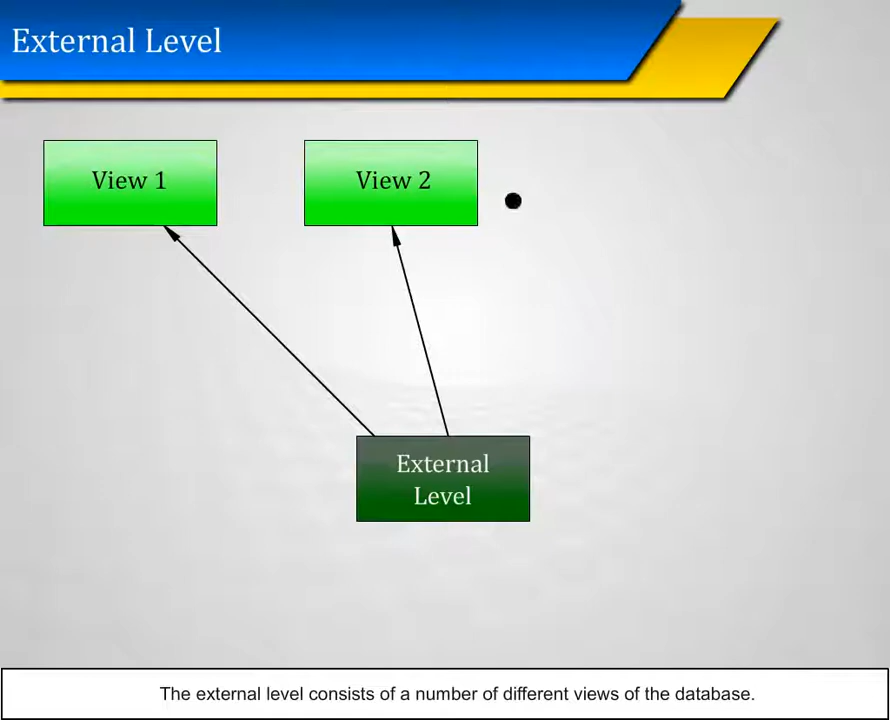 External Level
View 1
View 2
External
Level
The external level consists of a number of different views of the database.